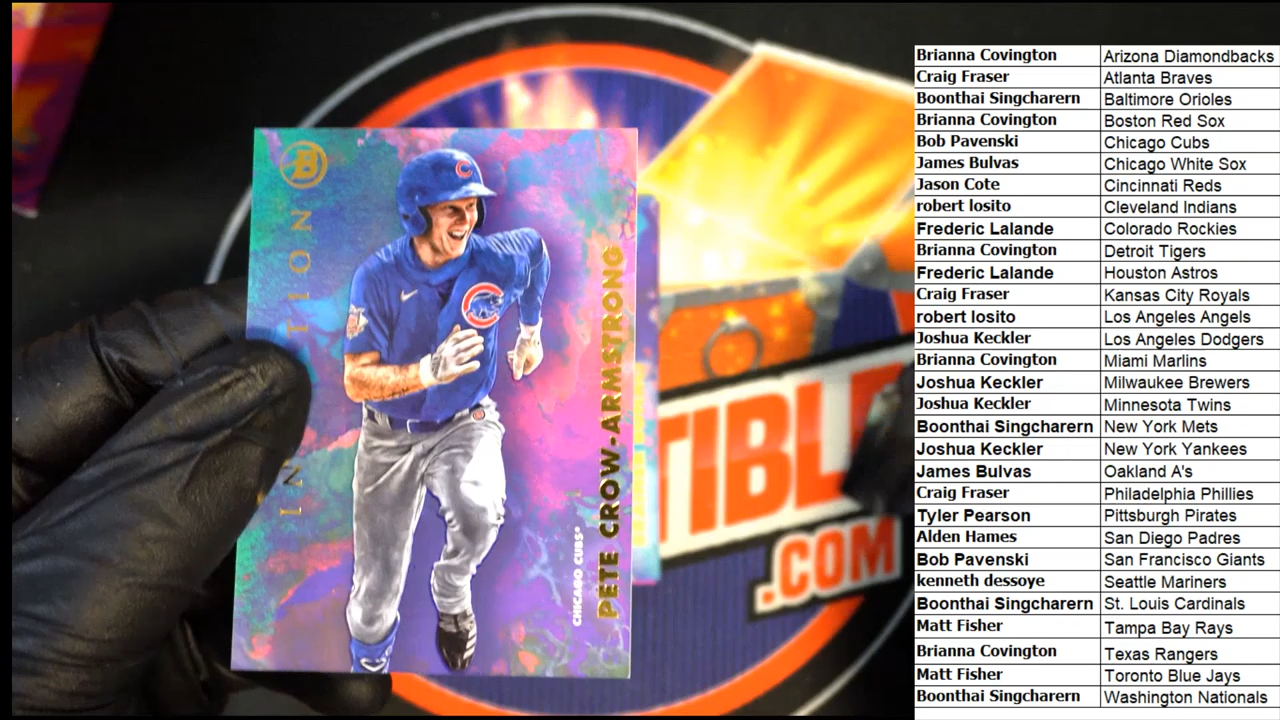 B
I N
TION
C
C
CHICAGO CUBS®
PETE CROW-ARMSTRONG
TIBL
.COM
Brianna Covington Arizona Diamondbacks
Craig Fraser Atlanta Braves
Boonthai Singcharern Baltimore Orioles
Brianna Covington Boston Red Sox
Bob Pavenski Chicago Cubs
James Bulvas Chicago White Sox
Jason Cote Cincinnati Reds
robert losito Cleveland Indians
Frederic Lalande Colorado Rockies
Brianna Covington Detroit Tigers
Frederic Lalande Houston Astros
Craig Fraser Kansas City Royals
robert losito Los Angeles Angels
Joshua Keckler Los Angeles Dodgers
Brianna Covington Miami Marlins
Joshua Keckler Milwaukee Brewers
Joshua Keckler Minnesota Twins
Boonthai Singcharern New York Mets
Joshua Keckler New York Yankees
James Bulvas Oakland A's
Craig Fraser Philadelphia Phillies
Tyler Pearson Pittsburgh Pirates
Alden Hames San Diego Padres
Bob Pavenski San Francisco Giants
kenneth dessoye Seattle Mariners
Boonthai Singcharern St. Louis Cardinals
Matt Fisher Tampa Bay Rays
Brianna Covington Texas Rangers
Matt Fisher Toronto Blue Jays
Boonthai Singcharern Washington Nationals